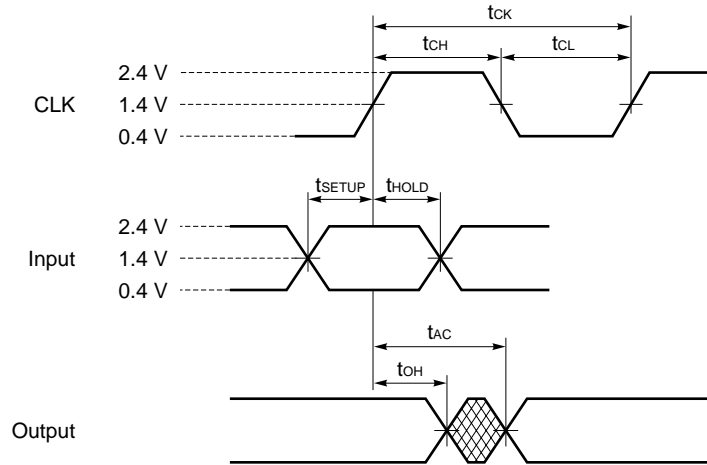 tCK
tCH tCL
2.4 V
CLK 1.4 V
0.4 V
tSETUP tHOLD
2.4 V
Input 1.4 V
0.4 V
tAC
tOH
Output